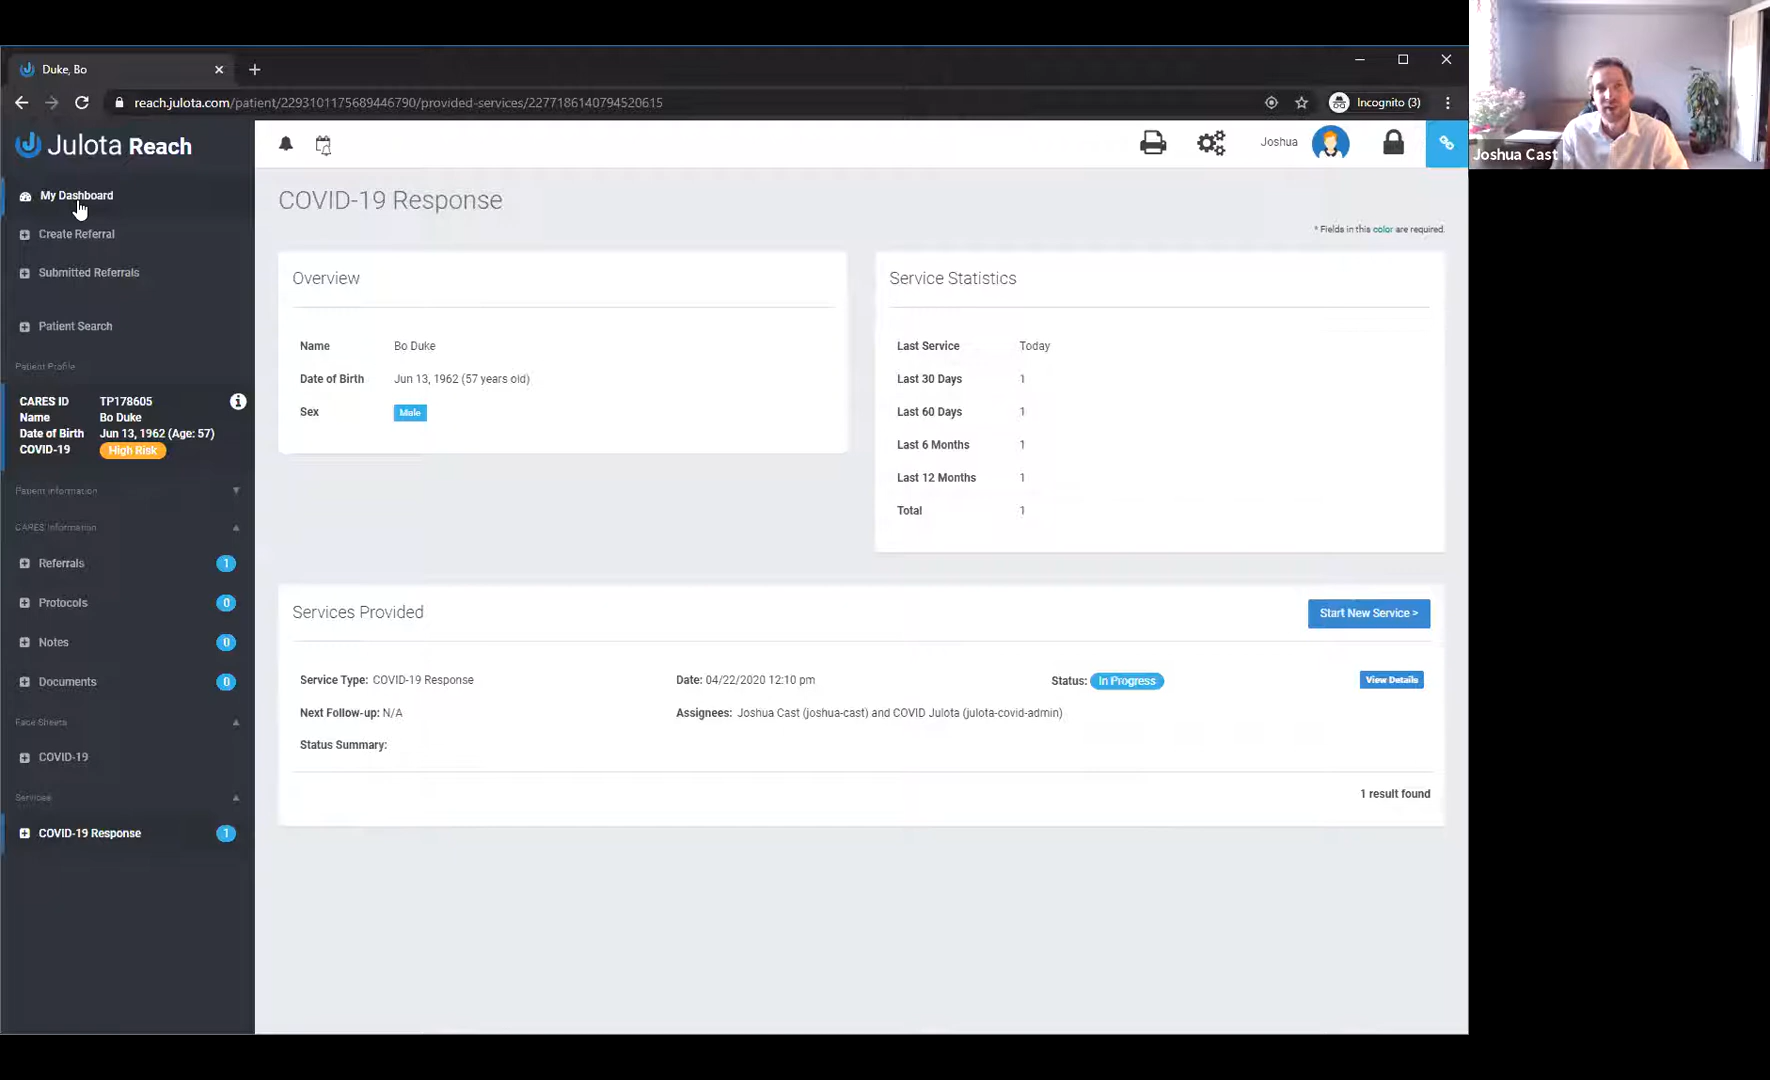 Duke, Bo
reach.julota.com/patient/2293101175689446790/provided-services/2277186140794520615
Incognito (3)
Julota Reach
Joshua
Joshua Cast
My Dashboard
Create Referral
Submitted Referrals
Patient Search
Patient Profile
CARES ID TP178605
Name Bo Duke
Date of Birth Jun 13, 1962 (Age: 57)
COVID-19 High Risk
Patient Information
CARES Information
Referrals 1
Protocols 0
Notes 0
Documents 0
Face Sheets
COVID-19
Services
COVID-19 Response 1
COVID-19 Response
* Fields in this color are required.
Overview
Name Bo Duke
Date of Birth Jun 13, 1962 (57 years old)
Sex Male
Service Statistics
Last Service Today
Last 30 Days 1
Last 60 Days 1
Last 6 Months 1
Last 12 Months 1
Total 1
Services Provided
Start New Service >
Service Type: COVID-19 Response Date: 04/22/2020 12:10 pm Status: In Progress View Details
Next Follow-up: N/A Assignees: Joshua Cast (joshua-cast) and COVID Julota (julota-covid-admin)
Status Summary:
1 result found